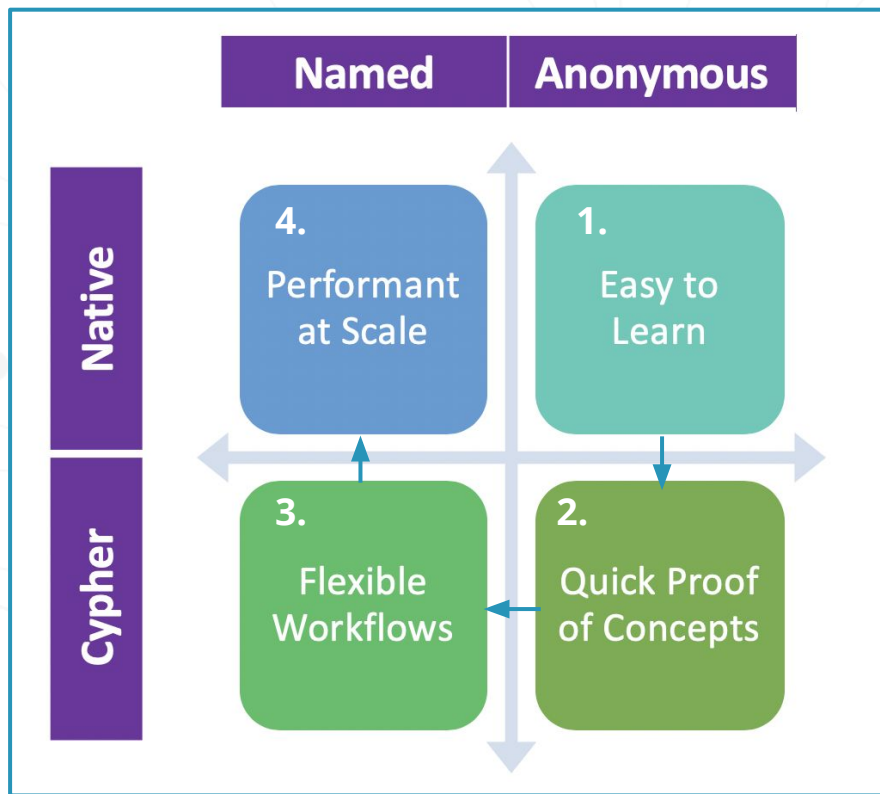 Named
Anonymous
Native
4.
Performant
at Scale
1.
Easy to
Learn
Cypher
3.
Flexible
Workflows
2.
Quick Proof
of Concepts